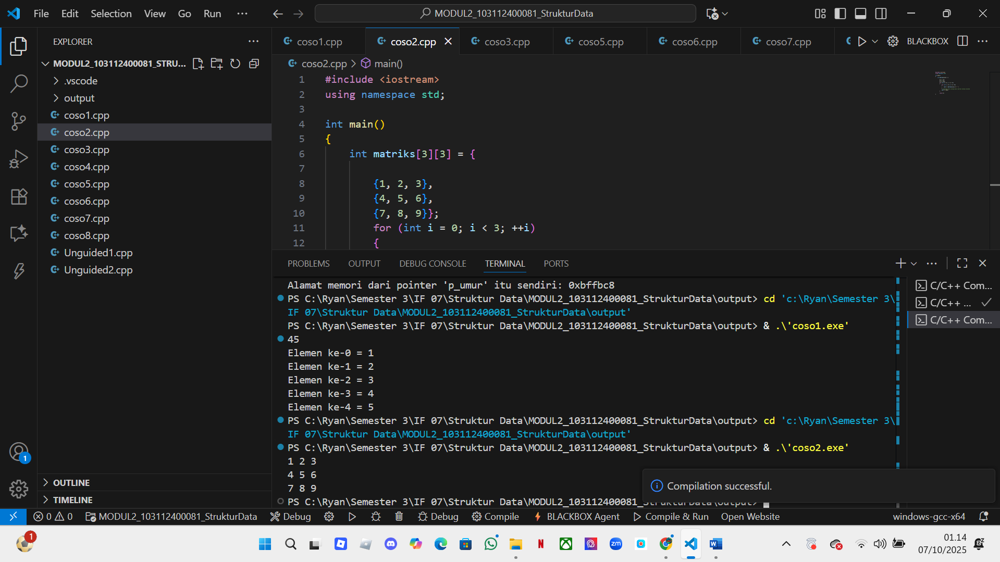 File Edit Selection View Go Run ···
MODUL2_103112400081_StrukturData
EXPLORER
MODUL2_103112400081_STRU...
.vscode
output
coso1.cpp
coso2.cpp
coso3.cpp
coso4.cpp
coso5.cpp
coso6.cpp
coso7.cpp
coso8.cpp
Unguided1.cpp
Unguided2.cpp
OUTLINE
TIMELINE
coso1.cpp coso2.cpp coso3.cpp coso5.cpp coso6.cpp coso7.cpp BLACKBOX
coso2.cpp > main()
1 #include <iostream>
2 using namespace std;
3
4 int main()
5 {
6 int matriks[3][3] = {
7
8 {1, 2, 3},
9 {4, 5, 6},
10 {7, 8, 9}};
11 for (int i = 0; i < 3; ++i)
12 {
PROBLEMS OUTPUT DEBUG CONSOLE TERMINAL PORTS
Alamat memori dari pointer 'p_umur' itu sendiri: 0xbffbc8
PS C:\Ryan\Semester 3\IF 07\Struktur Data\MODUL2_103112400081_StrukturData\output> cd 'c:\Ryan\Semester 3\
IF 07\Struktur Data\MODUL2_103112400081_StrukturData\output'
PS C:\Ryan\Semester 3\IF 07\Struktur Data\MODUL2_103112400081_StrukturData\output> & .\'coso1.exe'
45
Elemen ke-0 = 1
Elemen ke-1 = 2
Elemen ke-2 = 3
Elemen ke-3 = 4
Elemen ke-4 = 5
PS C:\Ryan\Semester 3\IF 07\Struktur Data\MODUL2_103112400081_StrukturData\output> cd 'c:\Ryan\Semester 3\
IF 07\Struktur Data\MODUL2_103112400081_StrukturData\output'
PS C:\Ryan\Semester 3\IF 07\Struktur Data\MODUL2_103112400081_StrukturData\output> & .\'coso2.exe'
1 2 3
4 5 6
7 8 9
PS C:\Ryan\Semester 3\IF 07\Struktur Data\MODUL2_103112400081_StrukturData\output>
C/C++ Com...
C/C++ ...
C/C++ Com...
Compilation successful.
1
0 0 MODUL2_103112400081_StrukturData Debug Debug Compile BLACKBOX Agent Compile & Run Open Website windows-gcc-x64
1
zm
01.14
07/10/2025